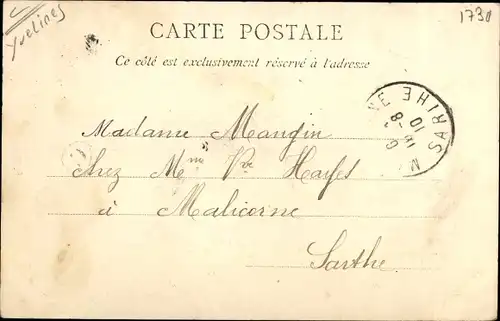 Yvelines
1730
CARTE POSTALE
Ce côté est exclusivement réservé à l'adresse
Madame Mangin
chez Mme Vve Hayes
à Malicorne
Sarthe
SARTHE